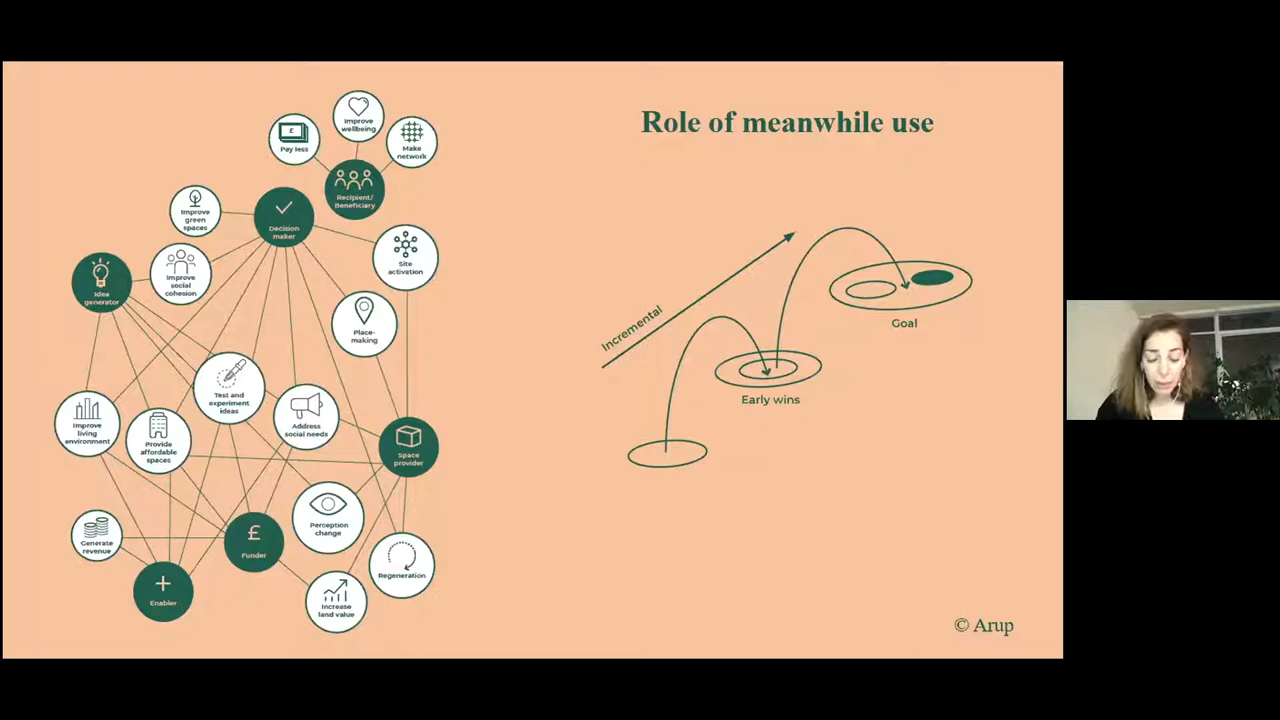 Role of meanwhile use
Improve
wellbeing
£
Pay less
Make
network
Recipient/
Beneficiary
Improve
green
spaces
Decision
maker
Site
activation
Idea
generator
Improve
social
cohesion
Place-
making
Test and
experiment
ideas
Address
social needs
Improve
living
environment
Provide
affordable
spaces
Space
provider
Perception
change
Generate
revenue
£
Funder
Regeneration
Enabler
Increase
land value
Incremental
Goal
Early wins
© Arup